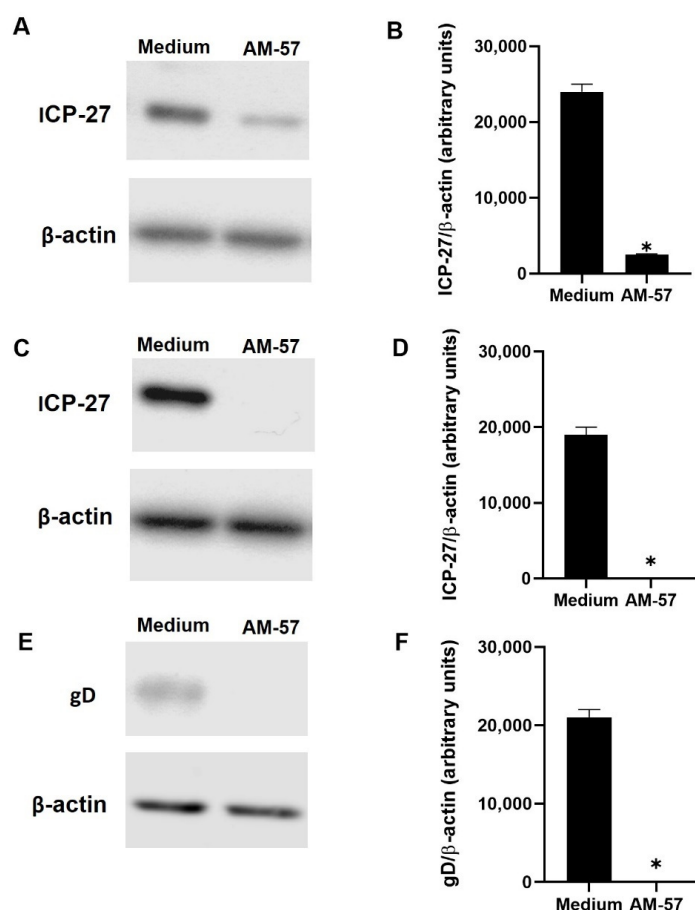 A
Medium AM-57
ICP-27
β-actin
B
ICP-27/β-actin (arbitrary units)
30,000
20,000
10,000
0
*
Medium AM-57
C
Medium AM-57
ICP-27
β-actin
D
ICP-27/β-actin (arbitrary units)
30,000
20,000
10,000
0
*
Medium AM-57
E
Medium AM-57
gD
β-actin
F
gD/β-actin (arbitrary units)
30,000
20,000
10,000
0
*
Medium AM-57